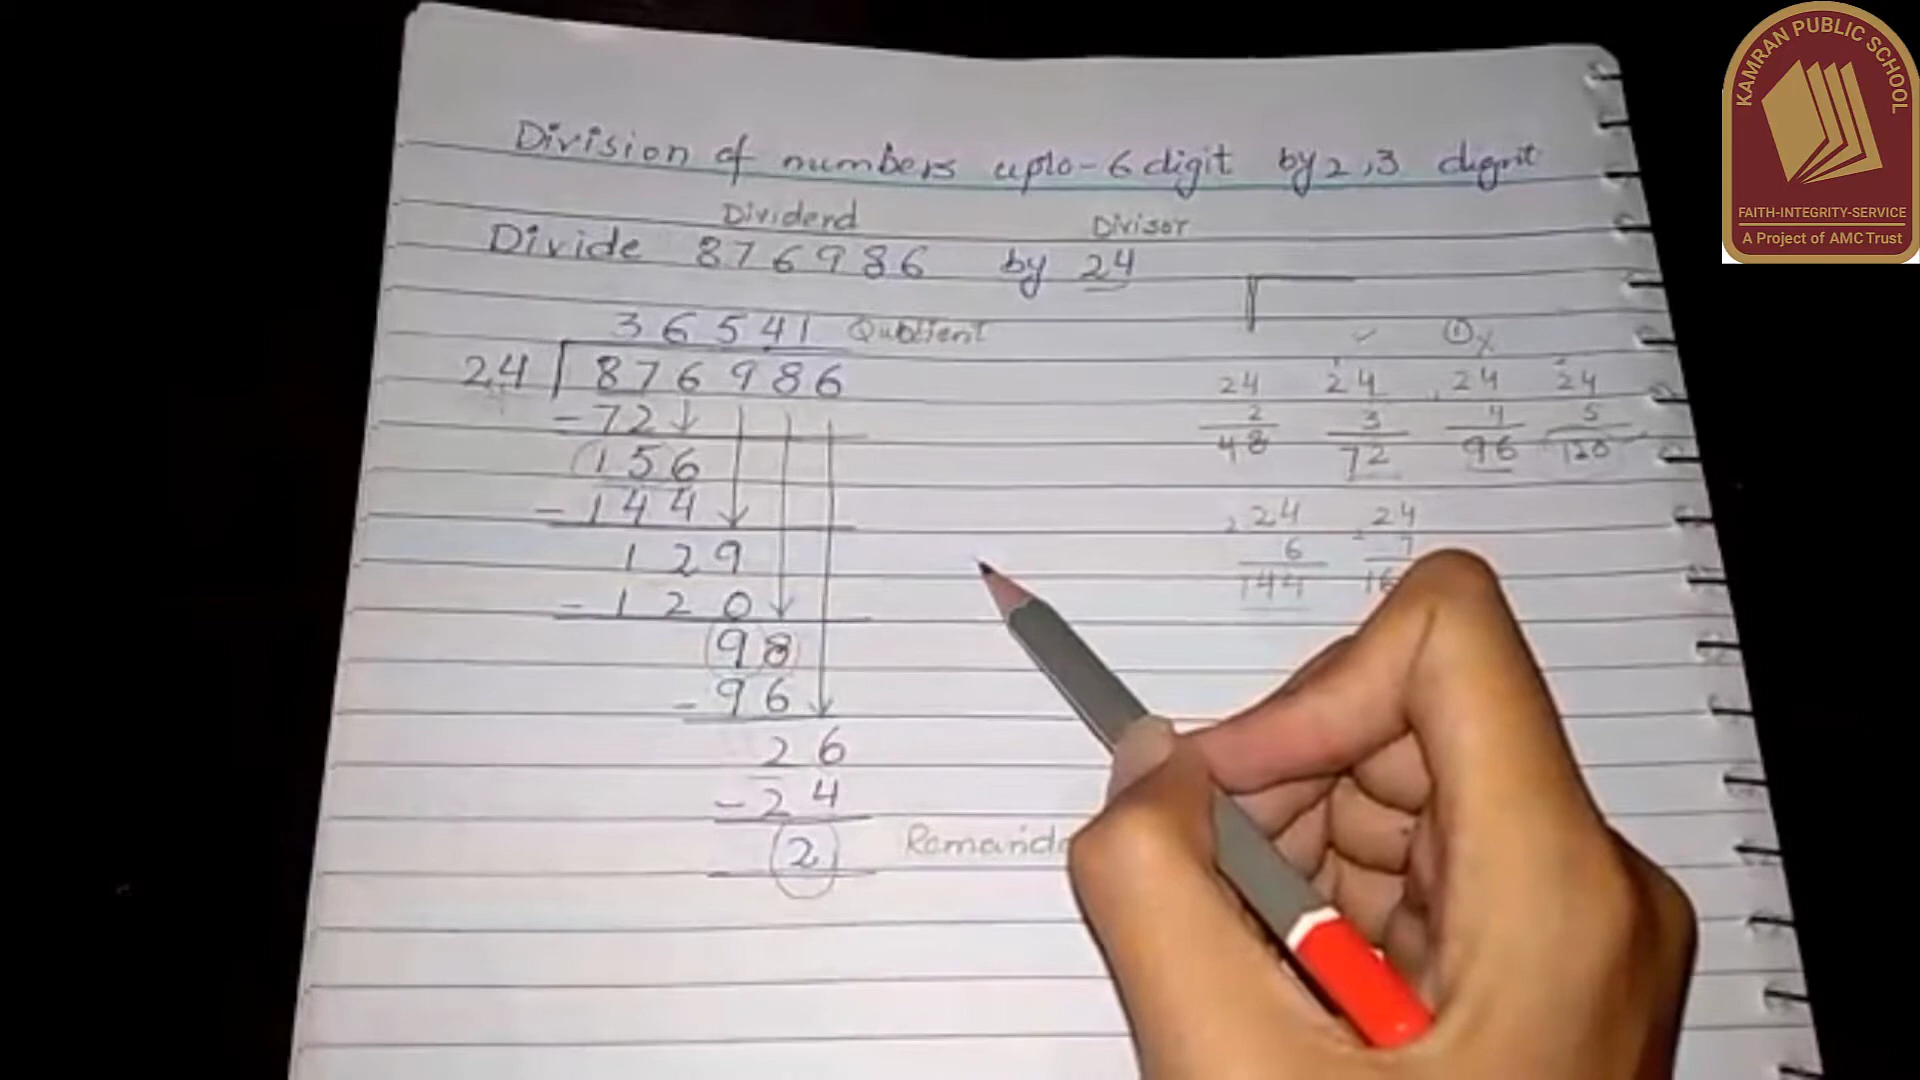 KAMRAN PUBLIC SCHOOL
FAITH-INTEGRITY-SERVICE
A Project of AMC Trust
Division of numbers upto-6 digit by 2,3 digit
Dividend Divisor
Divide 876986 by 24
36541 Quotient
24 876986
-72
156
-144
129
-120
98
-96
26
-24
2
✓ ① x
24 24 24 24
2 3 4 5
48 72 96 120
24 24
6 7
144